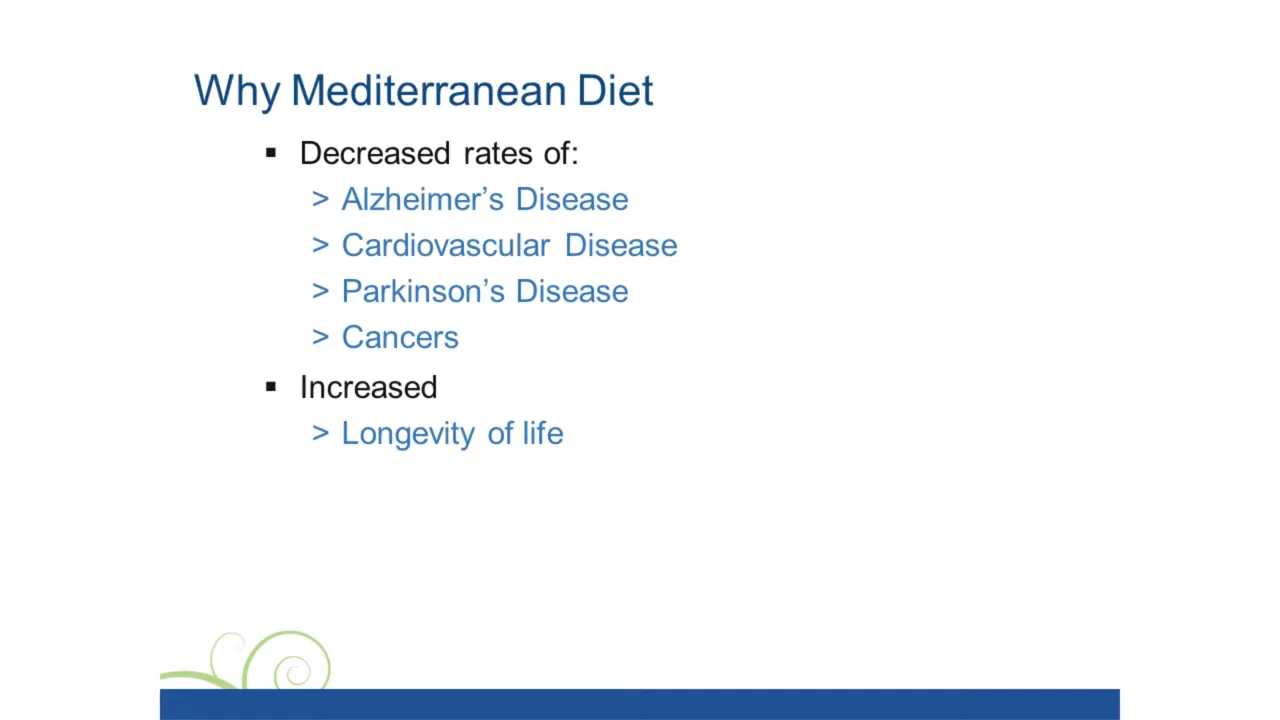 Why Mediterranean Diet
▪ Decreased rates of:
> Alzheimer’s Disease
> Cardiovascular Disease
> Parkinson’s Disease
> Cancers
▪ Increased
> Longevity of life